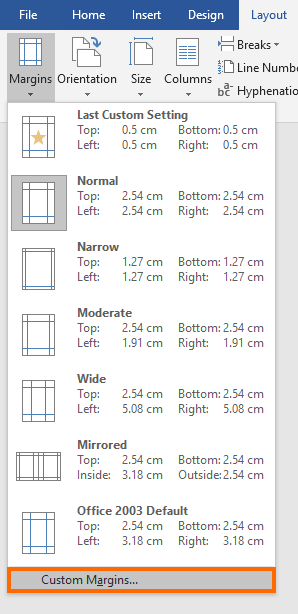 File Home Insert Design Layout
Margins Orientation Size Columns
Breaks
Line Numb
Hyphenation
Last Custom Setting
Top: 0.5 cm Bottom: 0.5 cm
Left: 0.5 cm Right: 0.5 cm
Normal
Top: 2.54 cm Bottom: 2.54 cm
Left: 2.54 cm Right: 2.54 cm
Narrow
Top: 1.27 cm Bottom: 1.27 cm
Left: 1.27 cm Right: 1.27 cm
Moderate
Top: 2.54 cm Bottom: 2.54 cm
Left: 1.91 cm Right: 1.91 cm
Wide
Top: 2.54 cm Bottom: 2.54 cm
Left: 5.08 cm Right: 5.08 cm
Mirrored
Top: 2.54 cm Bottom: 2.54 cm
Inside: 3.18 cm Outside: 2.54 cm
Office 2003 Default
Top: 2.54 cm Bottom: 2.54 cm
Left: 3.18 cm Right: 3.18 cm
Custom Margins...